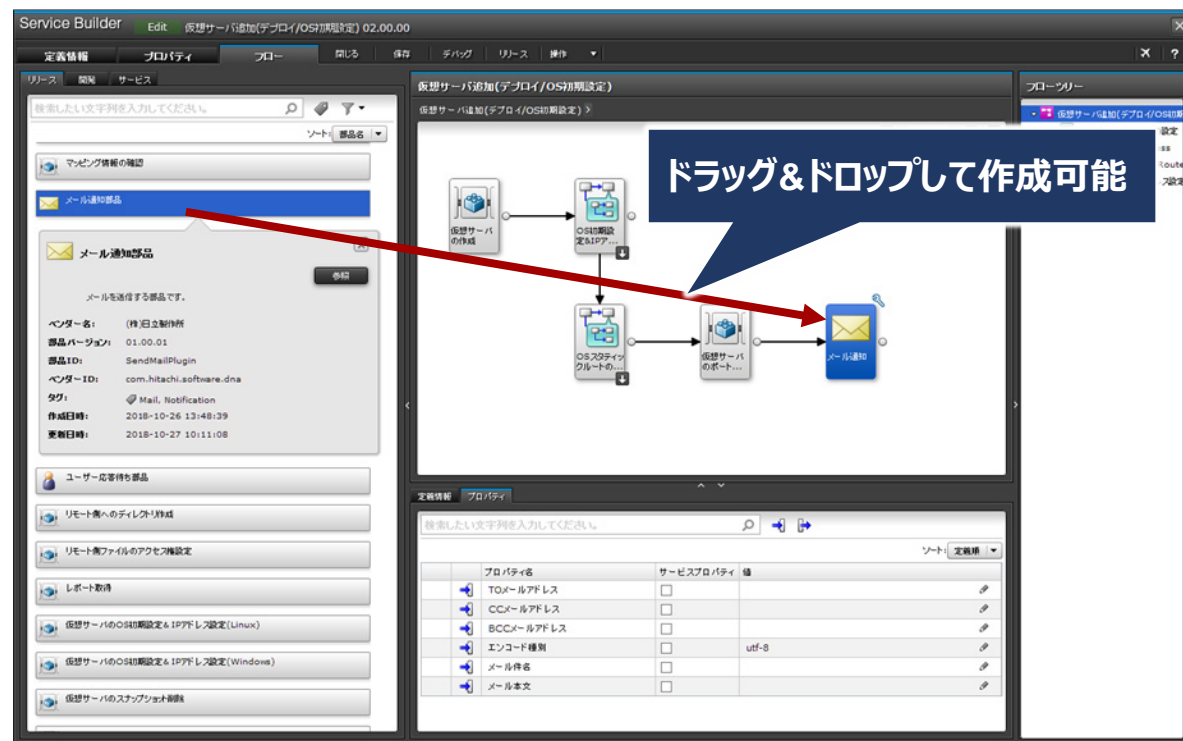 Service Builder Edit 仮想サーバ追加(デプロイ/OS初期設定) 02.00.00
定義情報 プロパティ フロー 閉じる 保存 デバッグ リリース 操作
リリース 開発 サービス
検索したい文字列を入力してください。
ソート: 部品名
マッピング情報の確認
メール通知部品
メール通知部品
参照
メールを送信する部品です。
ベンダー名: (株)日立製作所
部品バージョン: 01.00.01
部品ID: SendMailPlugin
ベンダーID: com.hitachi.software.dna
タグ: Mail, Notification
作成日時: 2018-10-26 13:48:39
更新日時: 2018-10-27 10:11:08
ユーザー応答待ち部品
リモート側へのディレクトリ作成
リモート側ファイルのアクセス権設定
レポート取得
仮想サーバのOS初期設定& IPアドレス設定(Linux)
仮想サーバのOS初期設定& IPアドレス設定(Windows)
仮想サーバのスナップショット削除
仮想サーバ追加(デプロイ/OS初期設定)
仮想サーバ追加(デプロイ/OS初期設定) >
ドラッグ&ドロップして作成可能
仮想サーバ
の作成
OS初期設
定&IPア...
OSスタティッ
クルートの...
仮想サーバ
のポート...
メール通知
定義情報 プロパティ
検索したい文字列を入力してください。
ソート: 定義順
プロパティ名 サービスプロパティ 値
TOメールアドレス
CCメールアドレス
BCCメールアドレス
エンコード種別 utf-8
メール件名
メール本文
フローツリー
仮想サーバ追加(デプロイ/OS初期
設定
ss
Route
ス設定